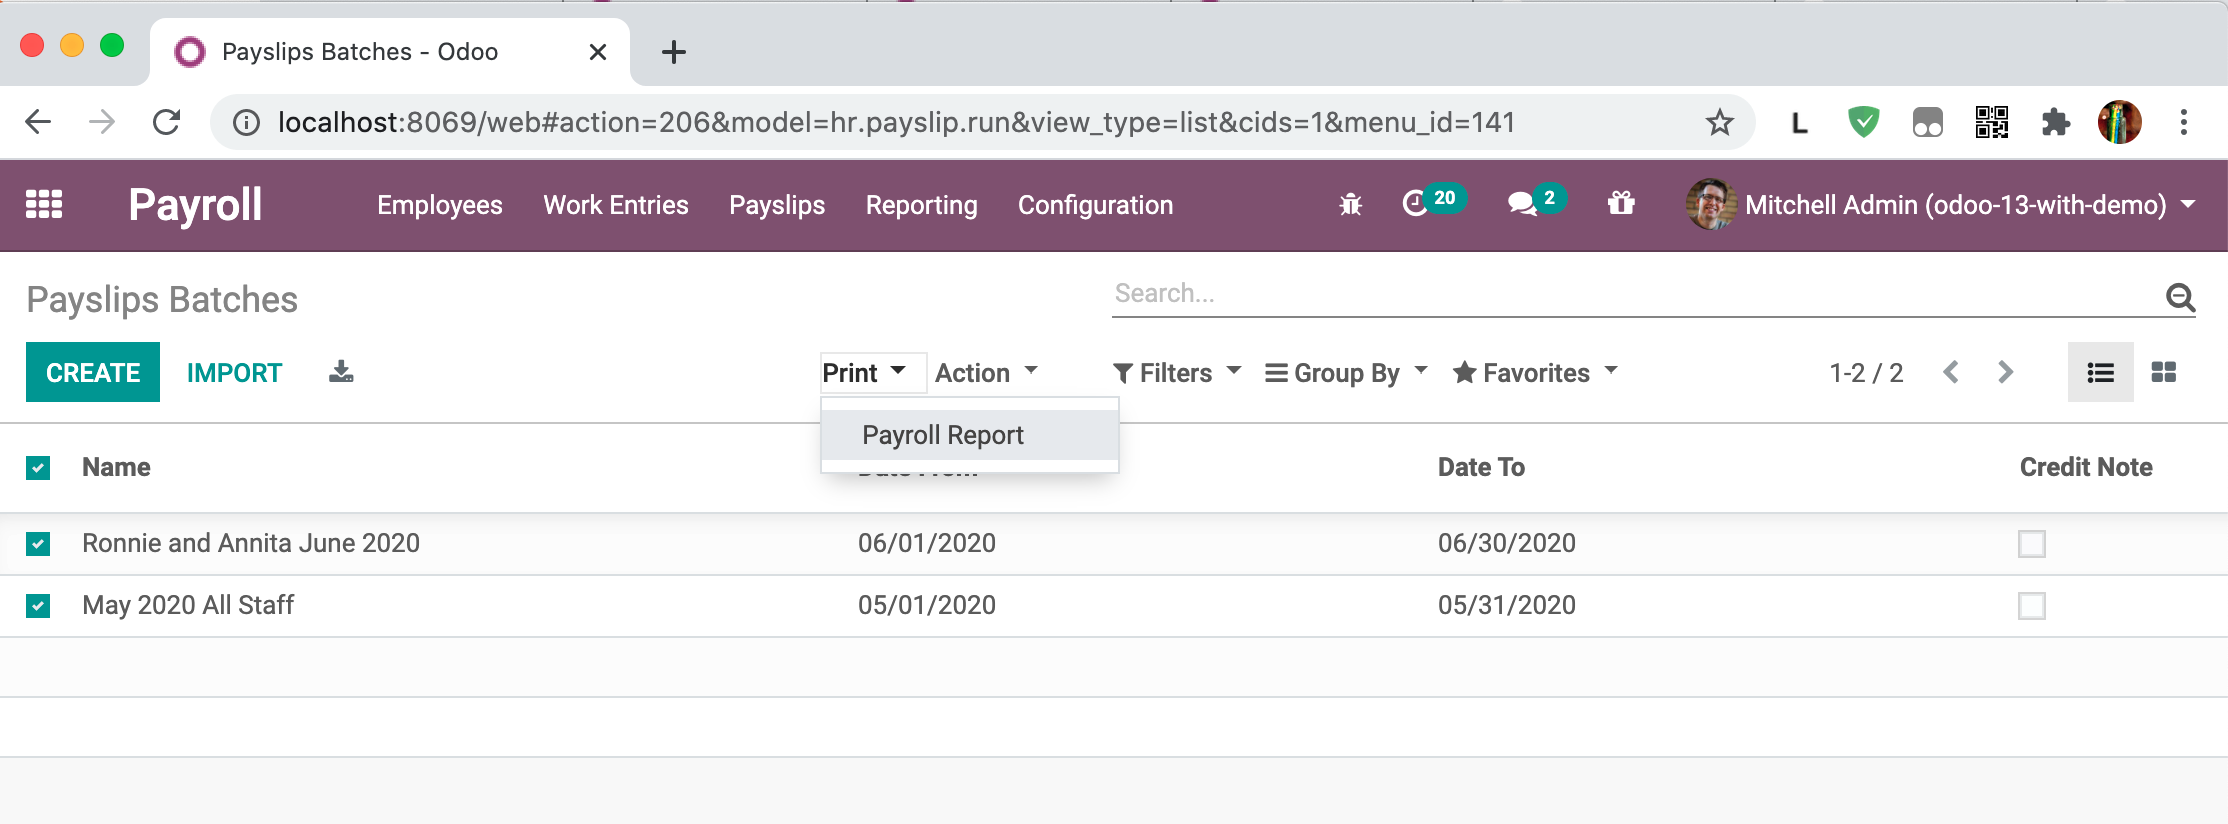 Payslips Batches - Odoo
localhost:8069/web#action=206&model=hr.payslip.run&view_type=list&cids=1&menu_id=141
L
Payroll Employees Work Entries Payslips Reporting Configuration 20 2 Mitchell Admin (odoo-13-with-demo)
Payslips Batches Search...
CREATE IMPORT Print Action Filters Group By Favorites 1-2 / 2
Payroll Report
Name Date From Date To Credit Note
Ronnie and Annita June 2020 06/01/2020 06/30/2020
May 2020 All Staff 05/01/2020 05/31/2020